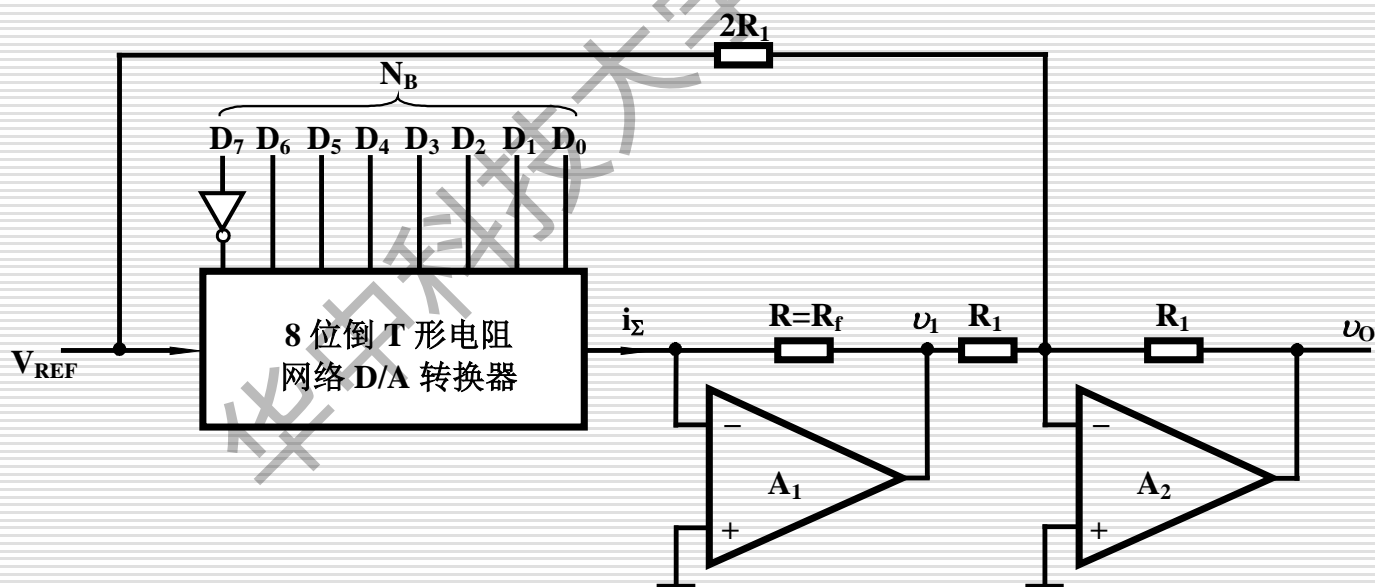 2R₁
N_B
D₇ D₆ D₅ D₄ D₃ D₂ D₁ D₀
8 位倒 T 形电阻
网络 D/A 转换器
V_REF
i_Σ
R=R_f
υ₁
R₁
R₁
υ_O
−
A₁
+
−
A₂
+
华中科技大学